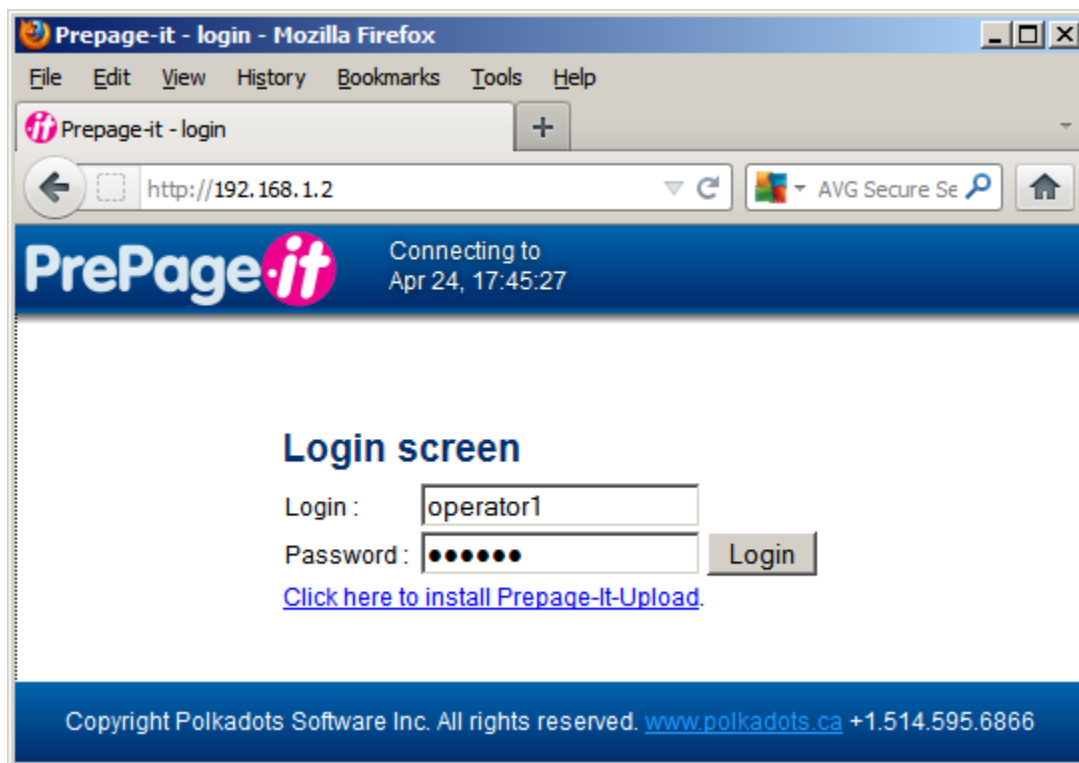 Prepage-it - login - Mozilla Firefox
File Edit View History Bookmarks Tools Help
it Prepage-it - login +
http://192.168.1.2 AVG Secure Se
PrePage-it
Connecting to
Apr 24, 17:45:27
Login screen
Login : operator1
Password : ●●●●●● Login
Click here to install Prepage-It-Upload.
Copyright Polkadots Software Inc. All rights reserved. www.polkadots.ca +1.514.595.6866